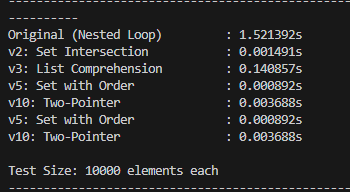 --------------------------------------------------
----------
Original (Nested Loop)         : 1.521392s
v2: Set Intersection           : 0.001491s
v3: List Comprehension         : 0.140857s
v5: Set with Order             : 0.000892s
v10: Two-Pointer               : 0.003688s
v5: Set with Order             : 0.000892s
v10: Two-Pointer               : 0.003688s

Test Size: 10000 elements each
--------------------------------------------------